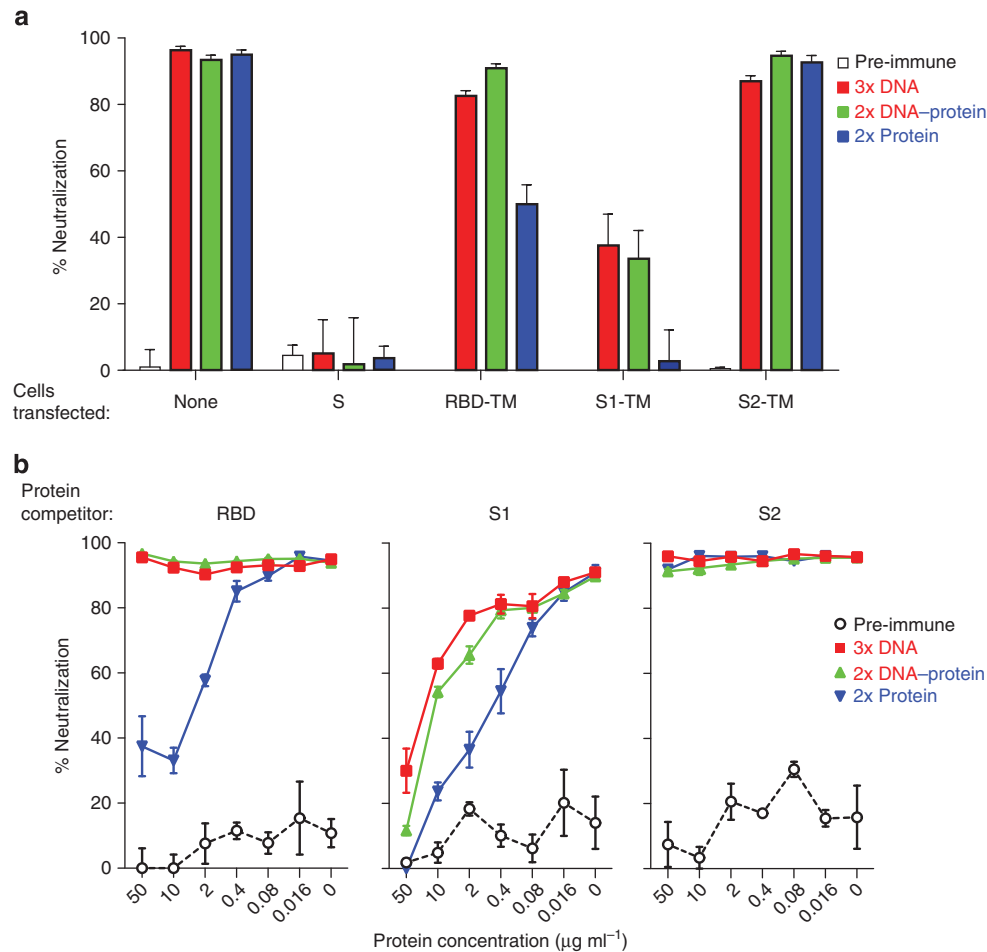 a
100
80
60
40
20
0
% Neutralization
Pre-immune
3x DNA
2x DNA–protein
2x Protein
Cells
transfected:
None S RBD-TM S1-TM S2-TM
b
Protein
competitor:
RBD S1 S2
100
80
60
40
20
0
% Neutralization
Pre-immune
3x DNA
2x DNA–protein
2x Protein
50 10 2 0.4 0.08 0.016 0
50 10 2 0.4 0.08 0.016 0
50 10 2 0.4 0.08 0.016 0
Protein concentration (μg ml⁻¹)